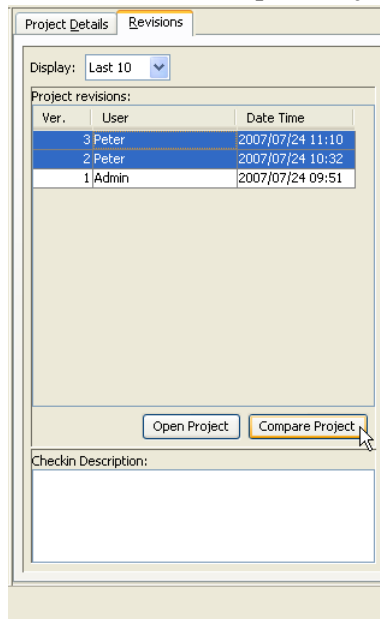 Project Details Revisions
Display: Last 10
Project revisions:
Ver. User Date Time
3 Peter 2007/07/24 11:10
2 Peter 2007/07/24 10:32
1 Admin 2007/07/24 09:51
Open Project Compare Project
Checkin Description: